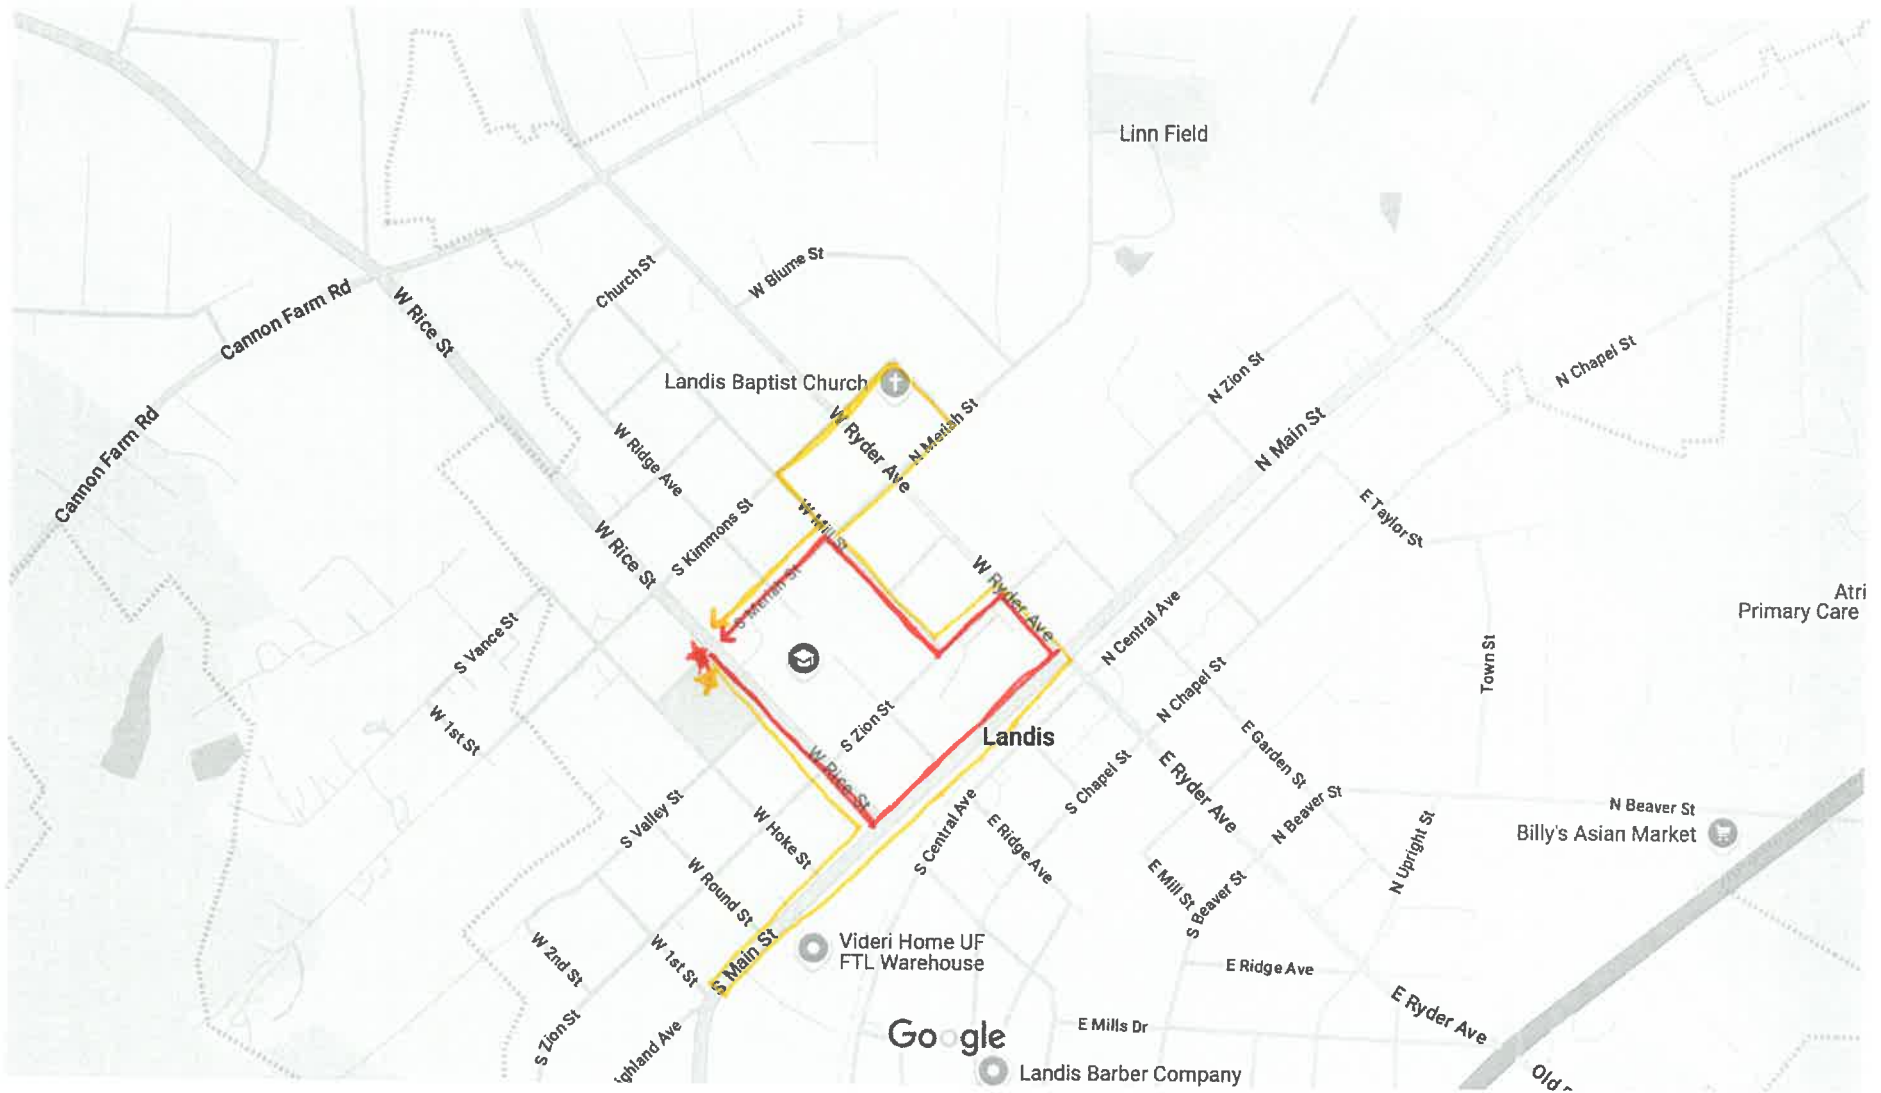 Linn Field
W Blume St
Church St
Cannon Farm Rd
W Rice St
N Chapel St
N Zion St
Landis Baptist Church
Cannon Farm Rd
W Ryder Ave
N Meriah St
N Main St
W Ridge Ave
E Taylor St
S Kimmons St
W Mill St
W Rice St
W Ryder Ave
S Meriah St
N Central Ave
Atri
Primary Care
S Vance St
Town St
N Chapel St
S Zion St
W 1st St
Landis
E Garden St
S Chapel St
E Ryder Ave
W Rice St
N Beaver St
N Beaver St
S Valley St
W Hoke St
S Central Ave
E Ridge Ave
Billy's Asian Market
N Upright St
E Mill St
S Beaver St
W Round St
Videri Home UF
FTL Warehouse
S Main St
W 2nd St
W 1st St
E Ridge Ave
E Ryder Ave
S Zion St
ighland Ave
Google
E Mills Dr
Landis Barber Company
Old